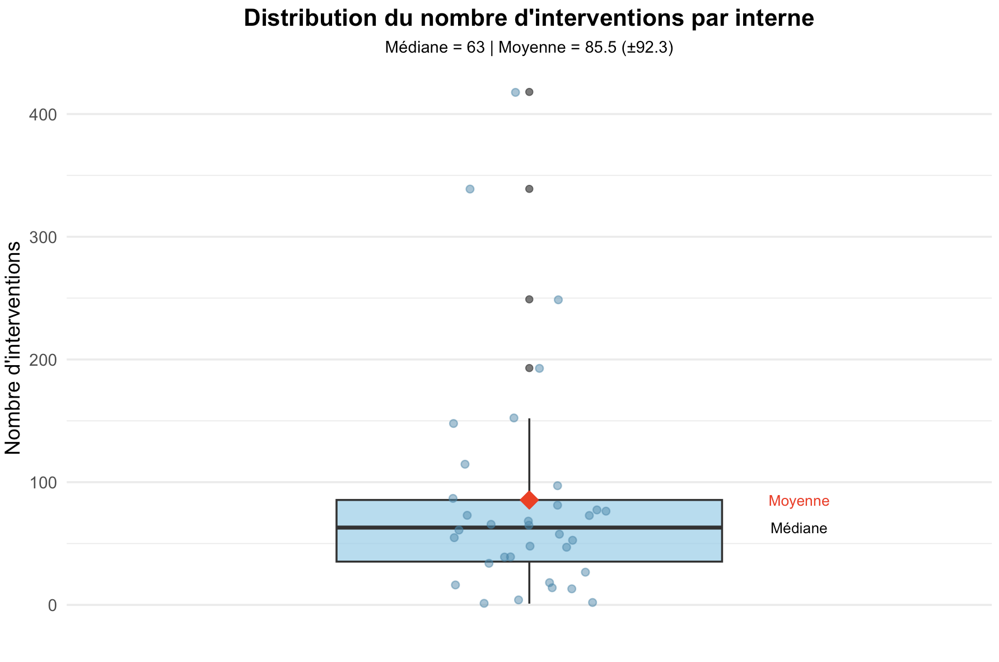 Distribution du nombre d'interventions par interne
Médiane = 63 | Moyenne = 85.5 (±92.3)
Nombre d'interventions
400
300
200
100
0
Moyenne
Médiane